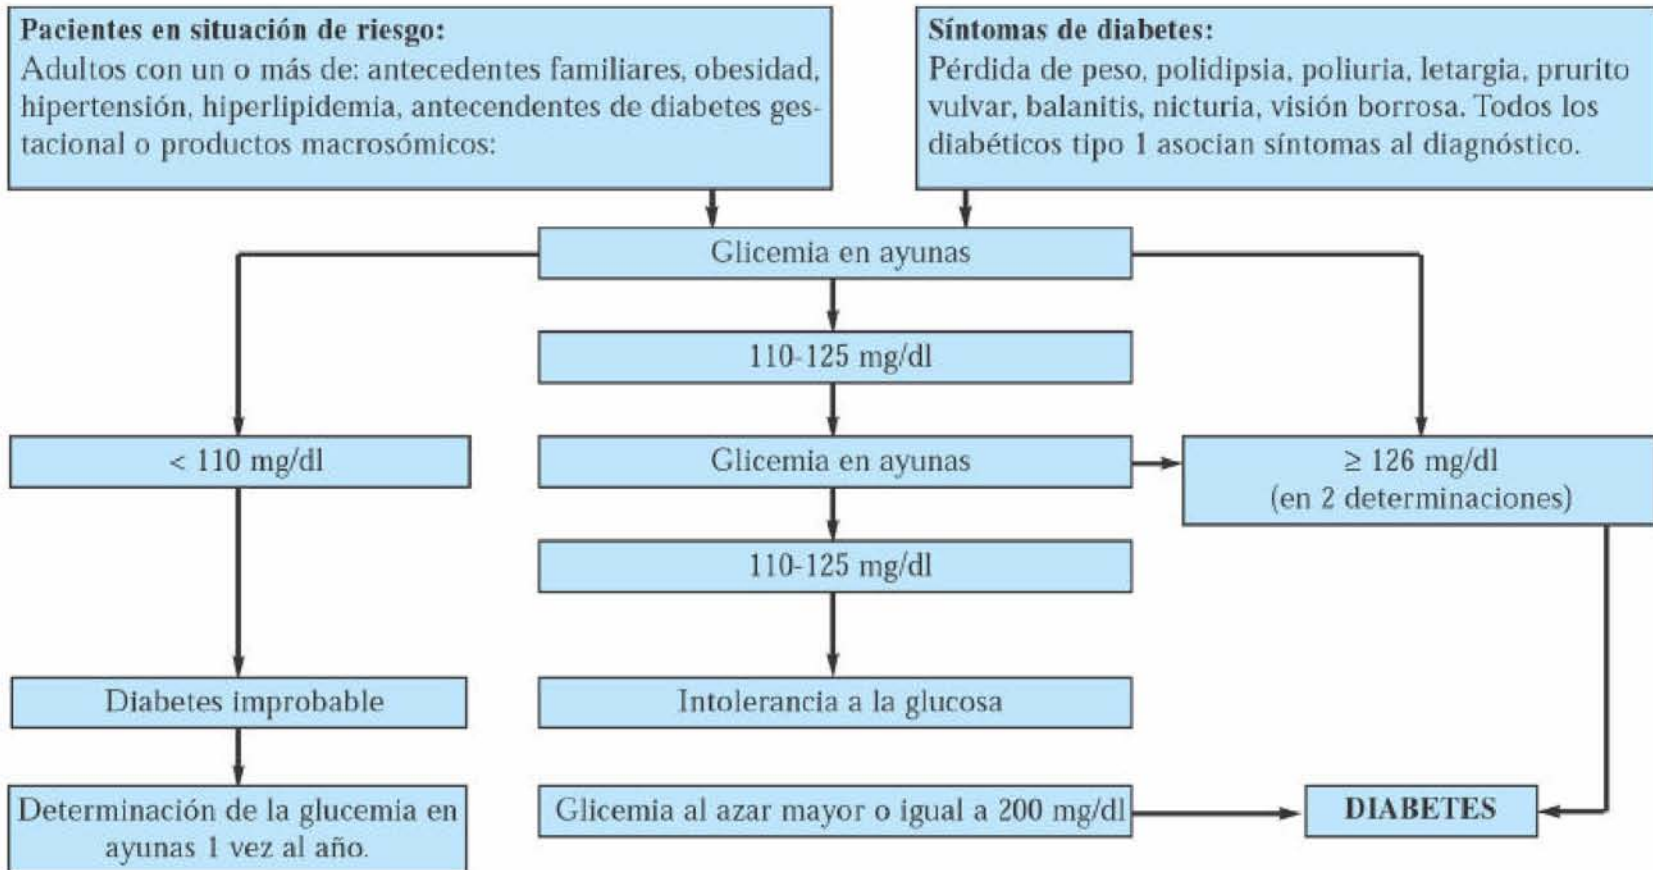 Pacientes en situación de riesgo:
Adultos con un o más de: antecedentes familiares, obesidad,
hipertensión, hiperlipidemia, antecendentes de diabetes ges-
tacional o productos macrosómicos:
Síntomas de diabetes:
Pérdida de peso, polidipsia, poliuria, letargia, prurito
vulvar, balanitis, nicturia, visión borrosa. Todos los
diabéticos tipo 1 asocian síntomas al diagnóstico.
Glicemia en ayunas
110-125 mg/dl
< 110 mg/dl
Glicemia en ayunas
≥ 126 mg/dl
(en 2 determinaciones)
110-125 mg/dl
Diabetes improbable
Intolerancia a la glucosa
Determinación de la glucemia en
ayunas 1 vez al año.
Glicemia al azar mayor o igual a 200 mg/dl
DIABETES